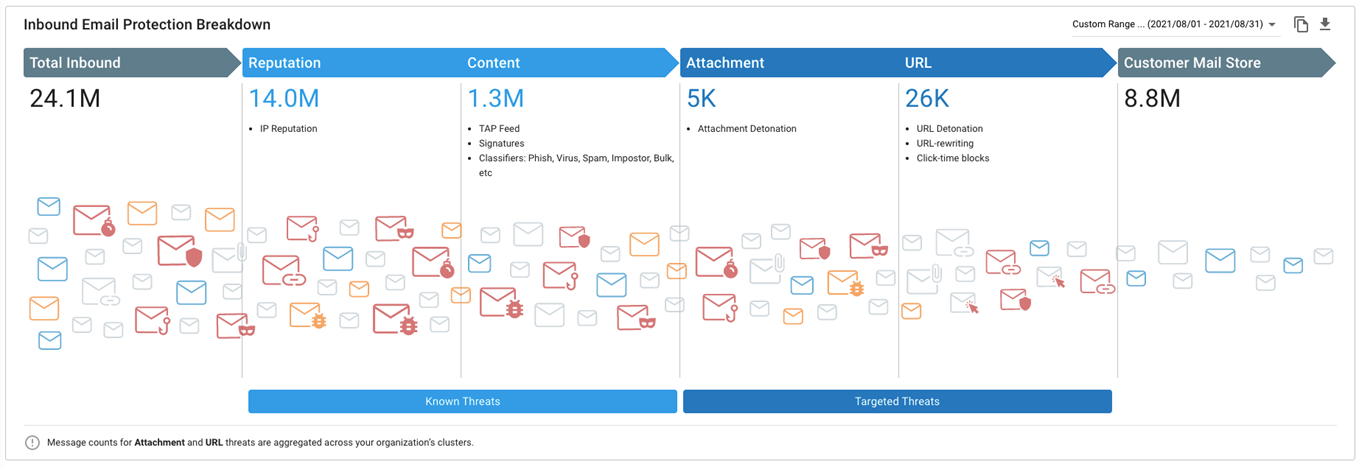 Inbound Email Protection Breakdown
Custom Range ... (2021/08/01 - 2021/08/31)
Total Inbound
Reputation
Content
Attachment
URL
Customer Mail Store
24.1M
14.0M
1.3M
5K
26K
8.8M
• IP Reputation
• TAP Feed
• Signatures
• Classifiers: Phish, Virus, Spam, Impostor, Bulk,
etc
• Attachment Detonation
• URL Detonation
• URL-rewriting
• Click-time blocks
Known Threats
Targeted Threats
Message counts for Attachment and URL threats are aggregated across your organization's clusters.